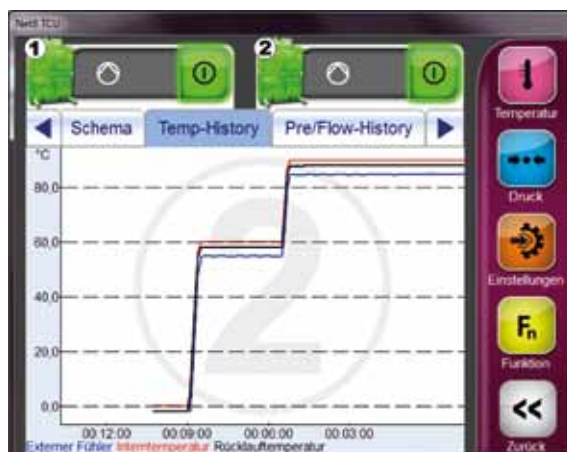 Net8 TCU
1
2
Schema Temp-History Pre/Flow-History
°C
80,0
60,0
40,0
20,0
0,0
00:12:00 00:09:00 00:06:00 00:03:00
Externer Fühler Interntemperatur Rücklauftemperatur
2
Temperatur
Druck
Einstellungen
Fn
Funktion
Zurück